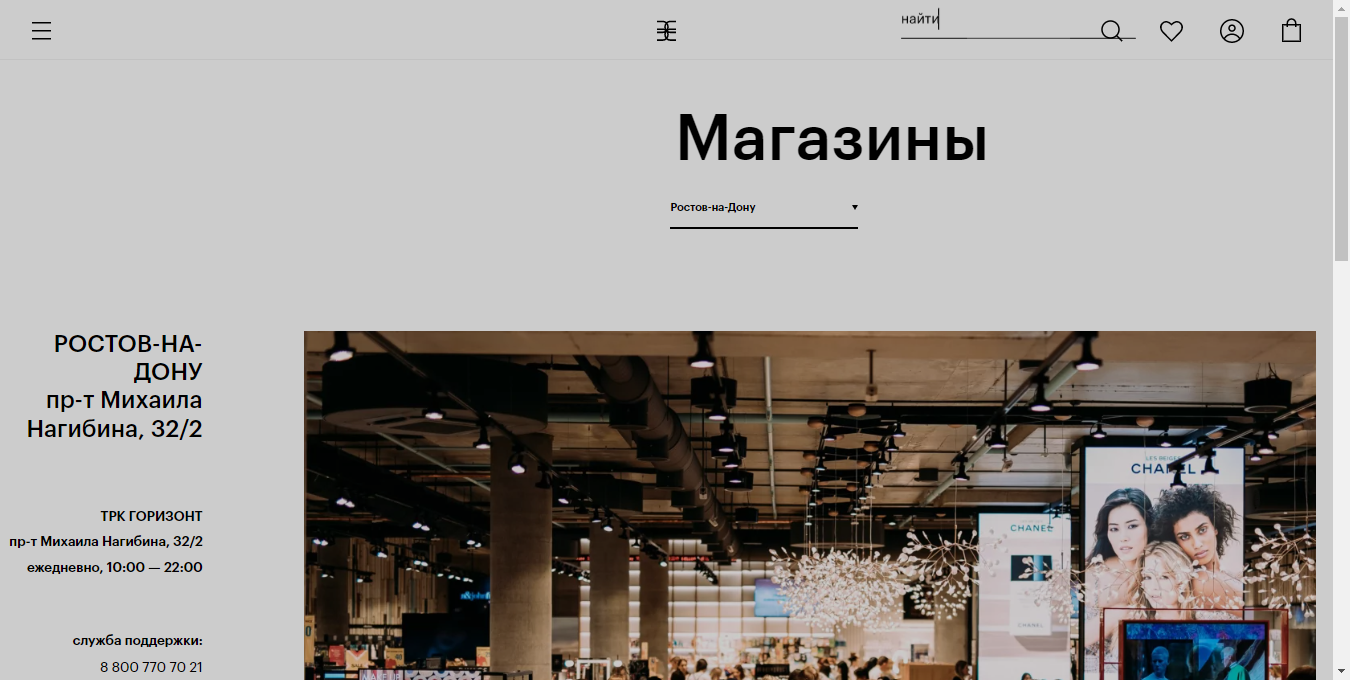 найти
Магазины
Ростов-на-Дону
РОСТОВ-НА-
ДОНУ
пр-т Михаила
Нагибина, 32/2
ТРК ГОРИЗОНТ
пр-т Михаила Нагибина, 32/2
ежедневно, 10:00 — 22:00
служба поддержки:
8 800 770 70 21
LES BEIGES
CHANEL
CHANEL
CHANEL